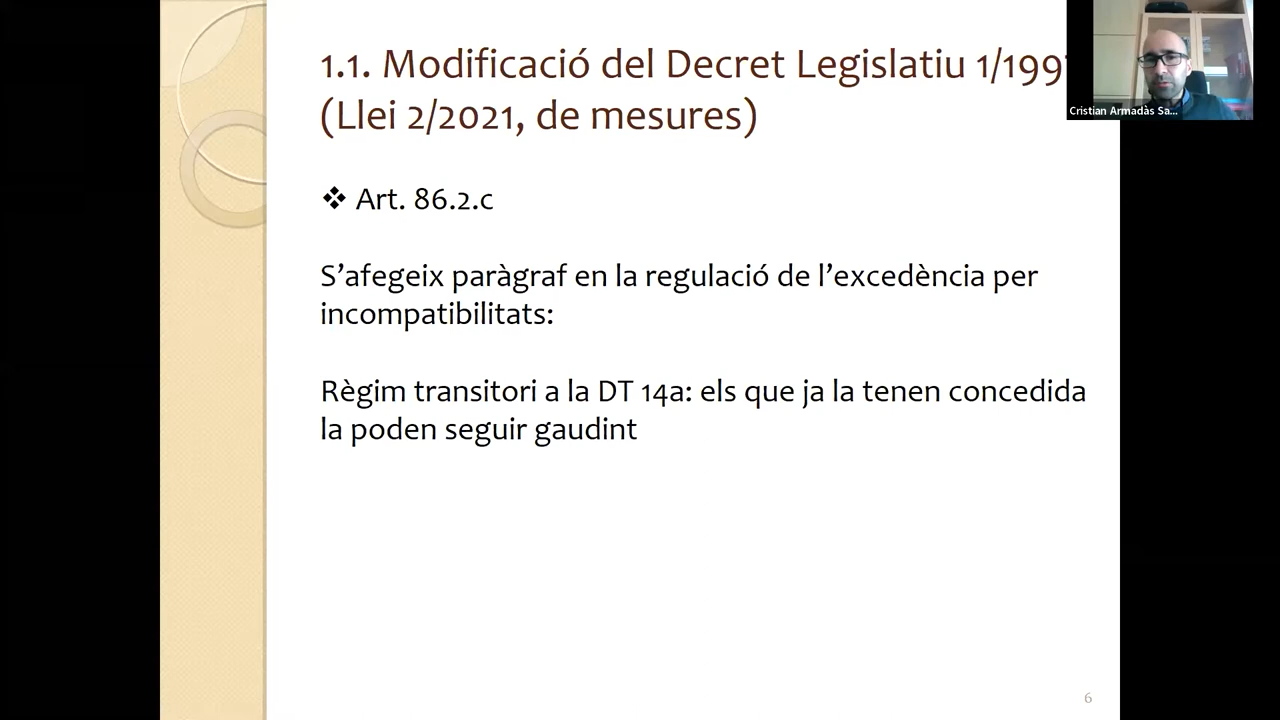 1.1. Modificació del Decret Legislatiu 1/199
(Llei 2/2021, de mesures)
Cristian Armadàs Sa...
❖ Art. 86.2.c
S’afegeix paràgraf en la regulació de l’excedència per
incompatibilitats:
Règim transitori a la DT 14a: els que ja la tenen concedida
la poden seguir gaudint
6